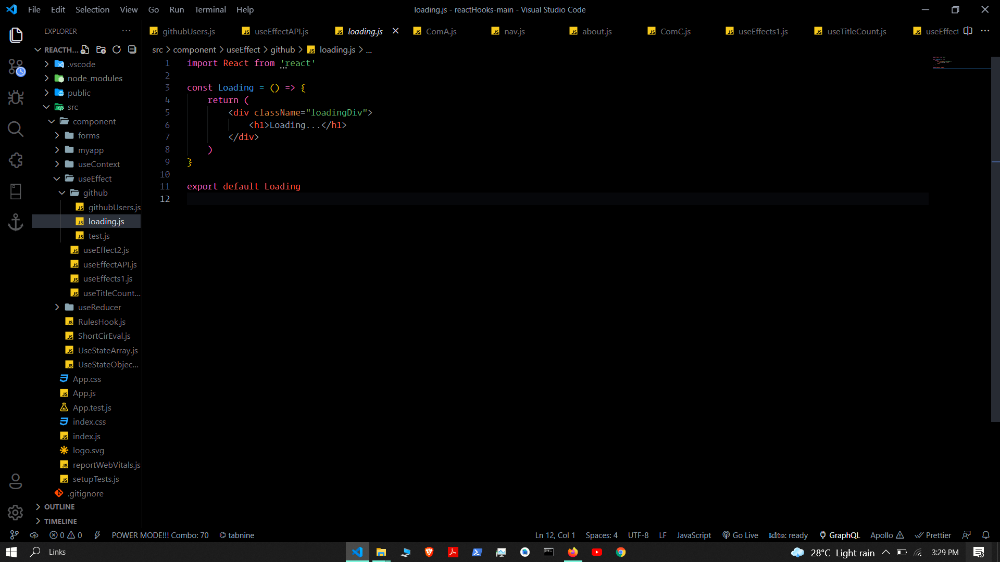 File Edit Selection View Go Run Terminal Help
loading.js - reactHooks-main - Visual Studio Code
EXPLORER
githubUsers.js useEffectAPI.js loading.js ComA.js nav.js about.js ComC.js useEffects1.js useTitleCount.js useEffect
REACTH...
src > component > useEffect > github > loading.js > ...
.vscode
node_modules
public
src
component
forms
myapp
useContext
useEffect
github
githubUsers.js
loading.js
test.js
useEffect2.js
useEffectAPI.js
useEffects1.js
useTitleCount...
useReducer
RulesHook.js
ShortCirEval.js
UseStateArray.js
UseStateObjec...
App.css
App.js
App.test.js
index.css
index.js
logo.svg
reportWebVitals.js
setupTests.js
.gitignore
OUTLINE
TIMELINE
1 import React from 'react'
2
3 const Loading = () => {
4 return (
5 <div className="loadingDiv">
6 <h1>Loading...</h1>
7 </div>
8 )
9 }
10
11 export default Loading
12
0 0 POWER MODE!!! Combo: 70 tabnine
Ln 12, Col 1 Spaces: 4 UTF-8 LF JavaScript Go Live kite: ready GraphQL Apollo Prettier
Links
28°C Light rain 3:29 PM